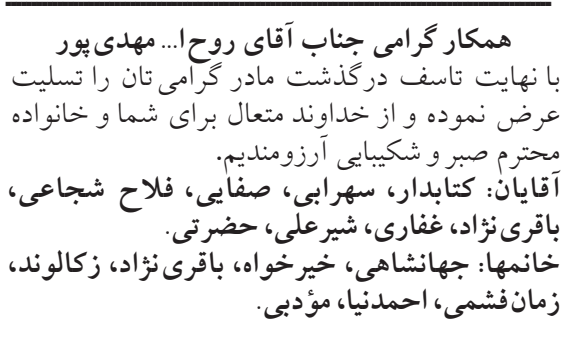 همکار گرامی جناب آقای روح‌ا... مهدی‌پور
با نهایت تاسف درگذشت مادر گرامی‌تان را تسلیت
عرض نموده و از خداوند متعال برای شما و خانواده
محترم صبر و شکیبایی آرزومندیم.
آقایان: کتابدار، سهرابی، صفایی، فلاح شجاعی،
باقری‌نژاد، غفاری، شیرعلی، حضرتی.
خانمها: جهانشاهی، خیرخواه، باقری‌نژاد، زکالوند،
زمان‌فشمی، احمدنیا، مؤدبی.